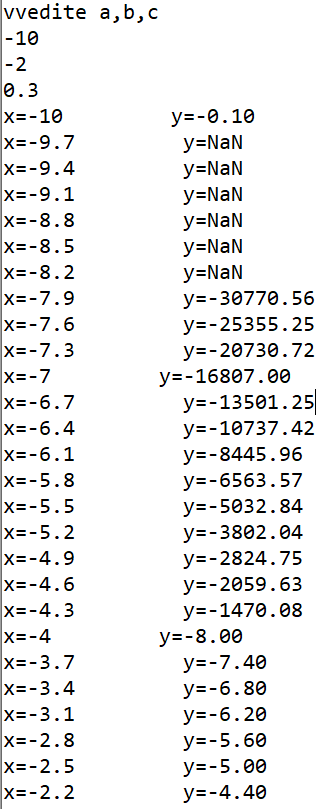 vvedite a,b,c
-10
-2
0.3
x=-10 y=-0.10
x=-9.7 y=NaN
x=-9.4 y=NaN
x=-9.1 y=NaN
x=-8.8 y=NaN
x=-8.5 y=NaN
x=-8.2 y=NaN
x=-7.9 y=-30770.56
x=-7.6 y=-25355.25
x=-7.3 y=-20730.72
x=-7 y=-16807.00
x=-6.7 y=-13501.25
x=-6.4 y=-10737.42
x=-6.1 y=-8445.96
x=-5.8 y=-6563.57
x=-5.5 y=-5032.84
x=-5.2 y=-3802.04
x=-4.9 y=-2824.75
x=-4.6 y=-2059.63
x=-4.3 y=-1470.08
x=-4 y=-8.00
x=-3.7 y=-7.40
x=-3.4 y=-6.80
x=-3.1 y=-6.20
x=-2.8 y=-5.60
x=-2.5 y=-5.00
x=-2.2 y=-4.40